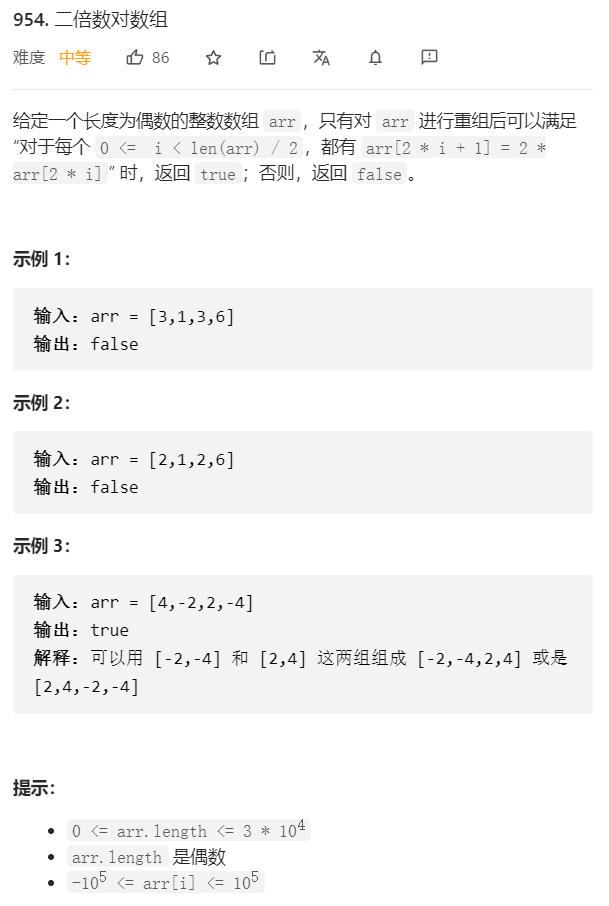 954. 二倍数对数组
难度 中等 86
给定一个长度为偶数的整数数组 arr，只有对 arr 进行重组后可以满足
“对于每个 0 <= i < len(arr) / 2，都有 arr[2 * i + 1] = 2 *
arr[2 * i]” 时，返回 true；否则，返回 false。
示例 1：
输入：arr = [3,1,3,6]
输出：false
示例 2：
输入：arr = [2,1,2,6]
输出：false
示例 3：
输入：arr = [4,-2,2,-4]
输出：true
解释：可以用 [-2,-4] 和 [2,4] 这两组组成 [-2,-4,2,4] 或是
[2,4,-2,-4]
提示：
• 0 <= arr.length <= 3 * 10⁴
• arr.length 是偶数
• -10⁵ <= arr[i] <= 10⁵